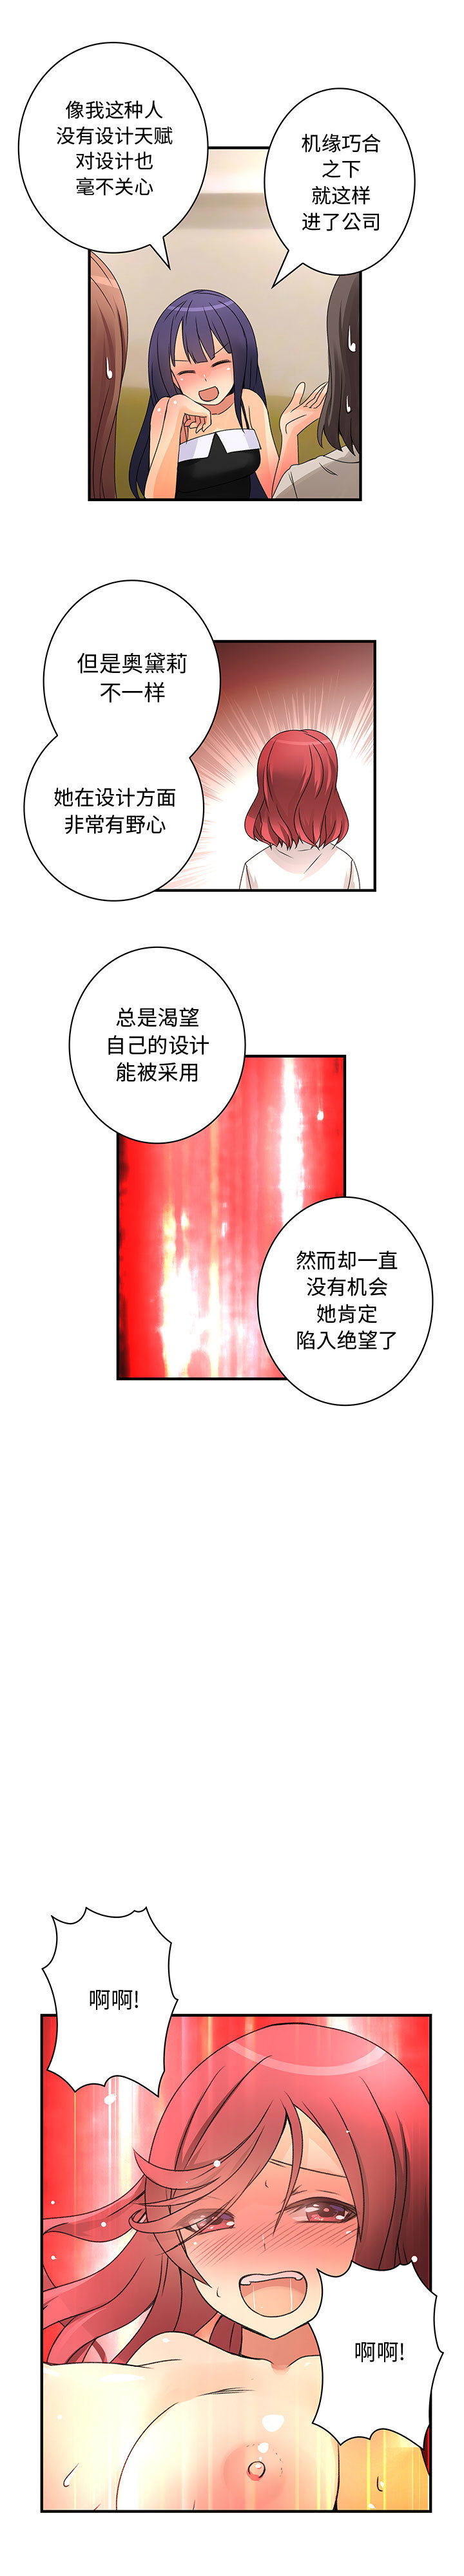 像我这种人
没有设计天赋
对设计也
毫不关心
机缘巧合
之下
就这样
进了公司
但是奥黛莉
不一样
她在设计方面
非常有野心
总是渴望
自己的设计
能被采用
然而却一直
没有机会
她肯定
陷入绝望了
啊啊!
啊啊!